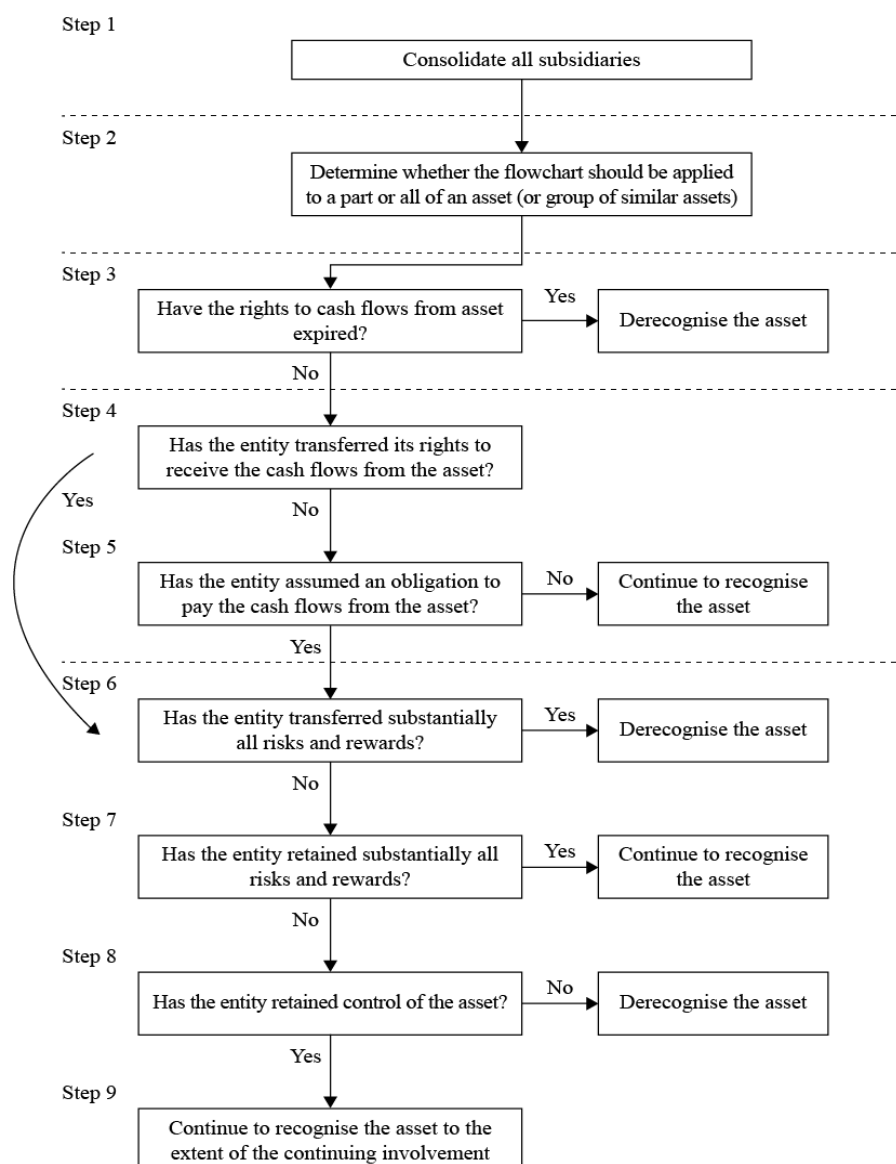 Step 1
Consolidate all subsidiaries
Step 2
Determine whether the flowchart should be applied
to a part or all of an asset (or group of similar assets)
Step 3
Have the rights to cash flows from asset
expired?
Yes
Derecognise the asset
No
Step 4
Has the entity transferred its rights to
receive the cash flows from the asset?
Yes
No
Step 5
Has the entity assumed an obligation to
pay the cash flows from the asset?
No
Continue to recognise
the asset
Yes
Step 6
Has the entity transferred substantially
all risks and rewards?
Yes
Derecognise the asset
No
Step 7
Has the entity retained substantially all
risks and rewards?
Yes
Continue to recognise
the asset
No
Step 8
Has the entity retained control of the asset?
No
Derecognise the asset
Yes
Step 9
Continue to recognise the asset to the
extent of the continuing involvement